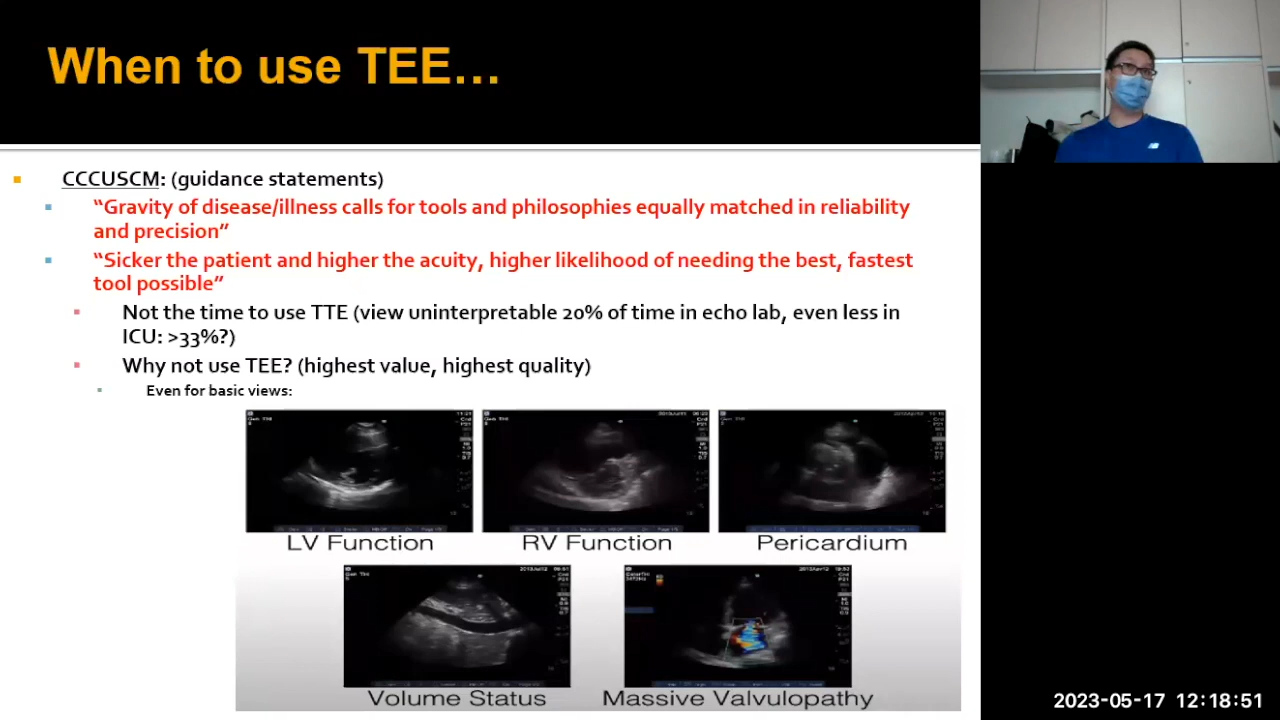 When to use TEE…
CCCUSCM: (guidance statements)
“Gravity of disease/illness calls for tools and philosophies equally matched in reliability
and precision”
“Sicker the patient and higher the acuity, higher likelihood of needing the best, fastest
tool possible”
Not the time to use TTE (view uninterpretable 20% of time in echo lab, even less in
ICU: >33%?)
Why not use TEE? (highest value, highest quality)
Even for basic views:
LV Function
RV Function
Pericardium
Volume Status
Massive Valvulopathy
2023-05-17 12:18:51